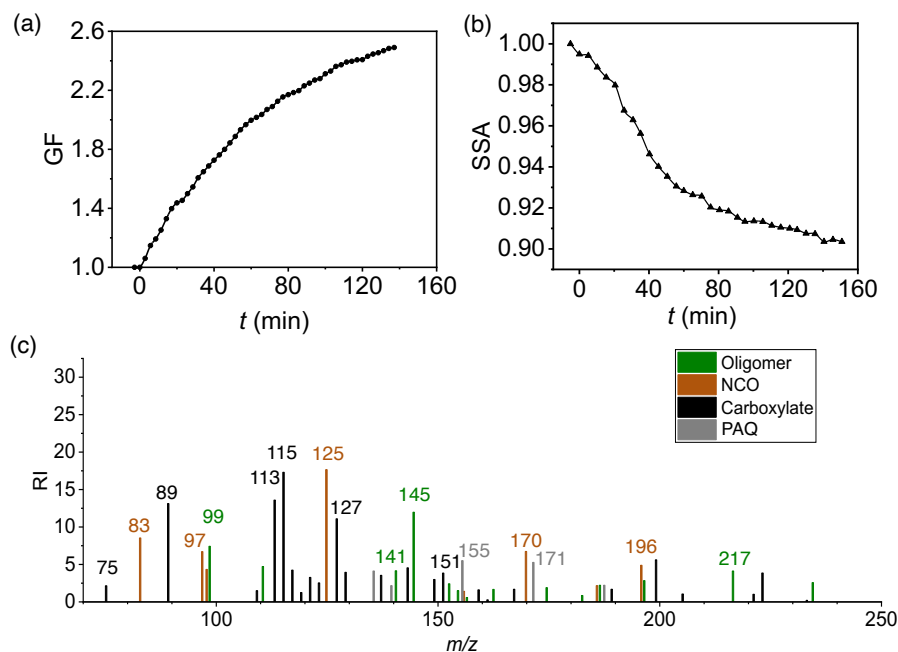 (a)
GF
2.6
2.2
1.8
1.4
1.0
0 40 80 120 160
t (min)
(b)
SSA
1.00
0.98
0.96
0.94
0.92
0.90
0 40 80 120 160
t (min)
(c)
RI
30
25
20
15
10
5
0
75
83
89
97
99
113
115
125
127
141
145
151
155
170
171
196
217
Oligomer
NCO
Carboxylate
PAQ
100 150 200 250
m/z